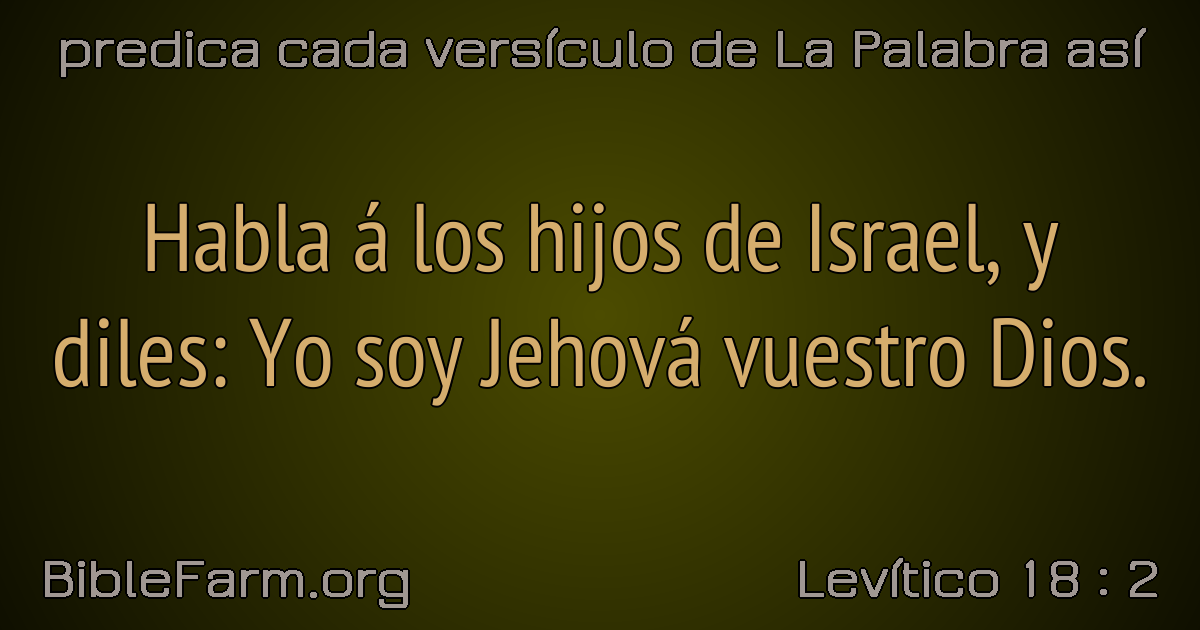 predica cada versículo de La Palabra así
Habla á los hijos de Israel, y
diles: Yo soy Jehová vuestro Dios.
BibleFarm.org
Levítico 18 : 2